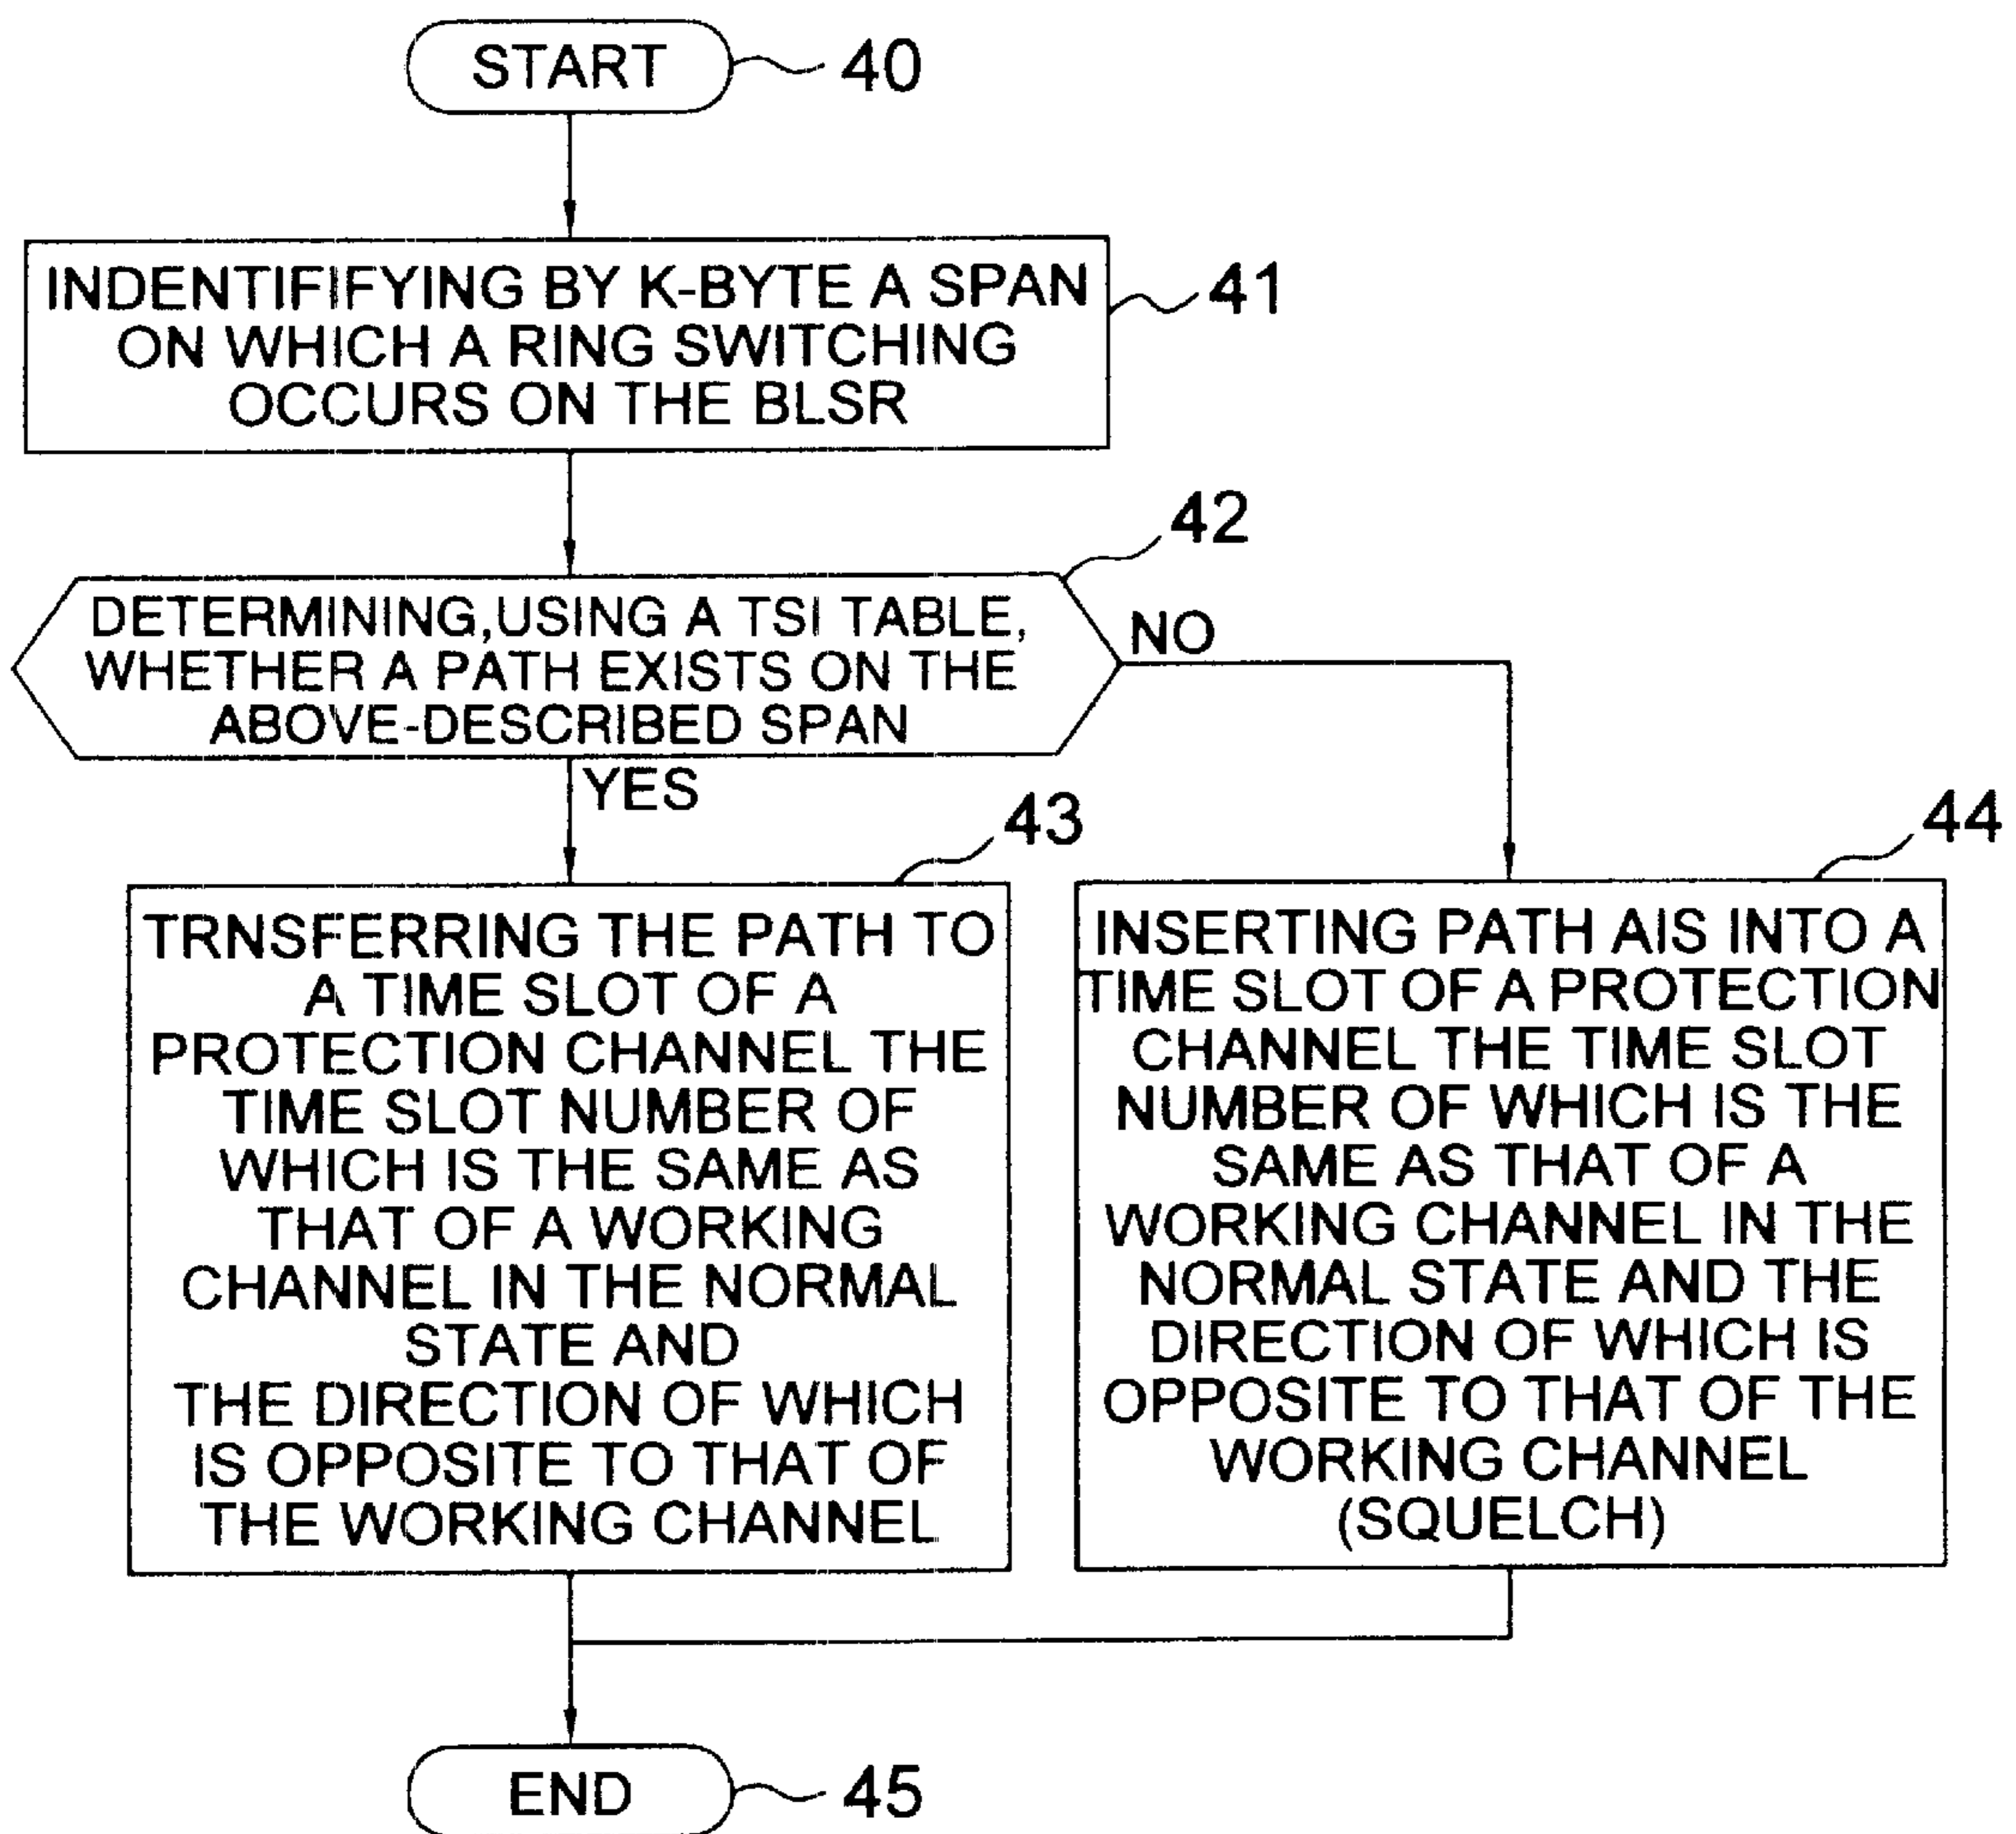 START
40
INDENTIFIFYING BY K-BYTE A SPAN
ON WHICH A RING SWITCHING
OCCURS ON THE BLSR
41
42
DETERMINING,USING A TSI TABLE,
WHETHER A PATH EXISTS ON THE
ABOVE-DESCRIBED SPAN
NO
YES
43
TRNSFERRING THE PATH TO
A TIME SLOT OF A
PROTECTION CHANNEL THE
TIME SLOT NUMBER OF
WHICH IS THE SAME AS
THAT OF A WORKING
CHANNEL IN THE NORMAL
STATE AND
THE DIRECTION OF WHICH
IS OPPOSITE TO THAT OF
THE WORKING CHANNEL
44
INSERTING PATH AIS INTO A
TIME SLOT OF A PROTECTION
CHANNEL THE TIME SLOT
NUMBER OF WHICH IS THE
SAME AS THAT OF A
WORKING CHANNEL IN THE
NORMAL STATE AND THE
DIRECTION OF WHICH IS
OPPOSITE TO THAT OF THE
WORKING CHANNEL
(SQUELCH)
END
45